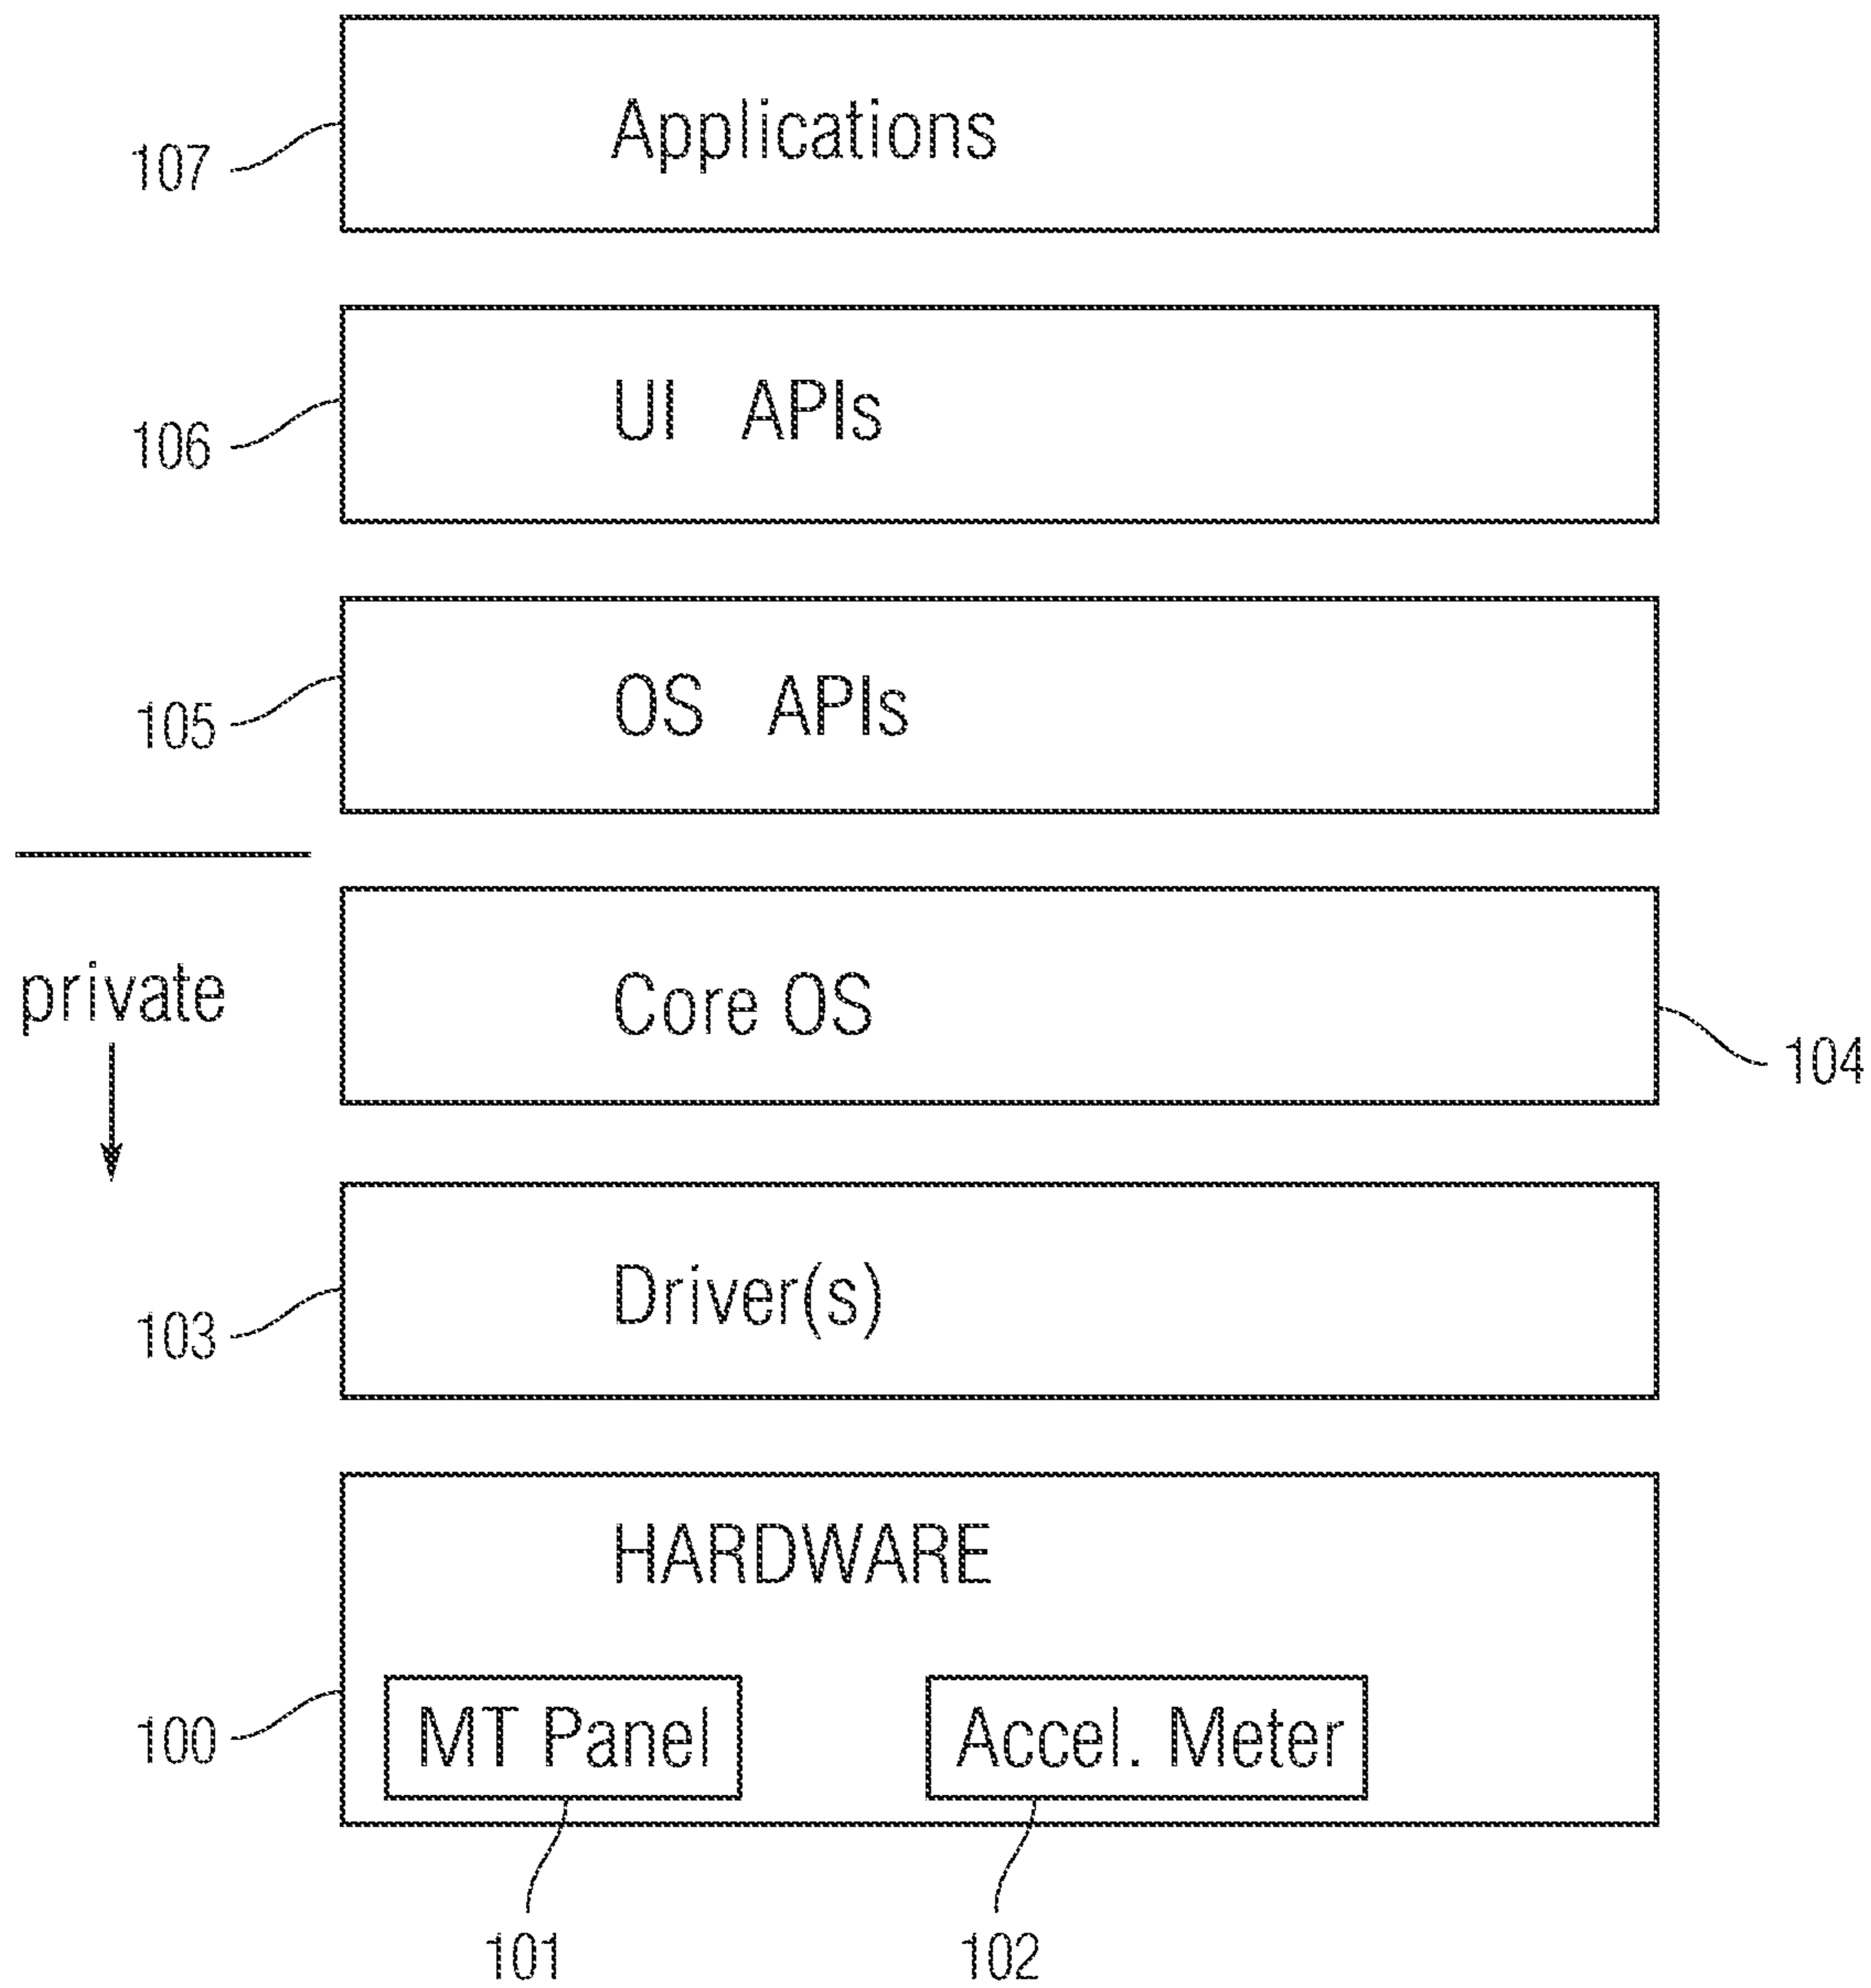 Applications
107
UI APIs
106
OS APIs
105
private
Core OS
104
Driver(s)
103
HARDWARE
100
MT Panel
Accel. Meter
101
102